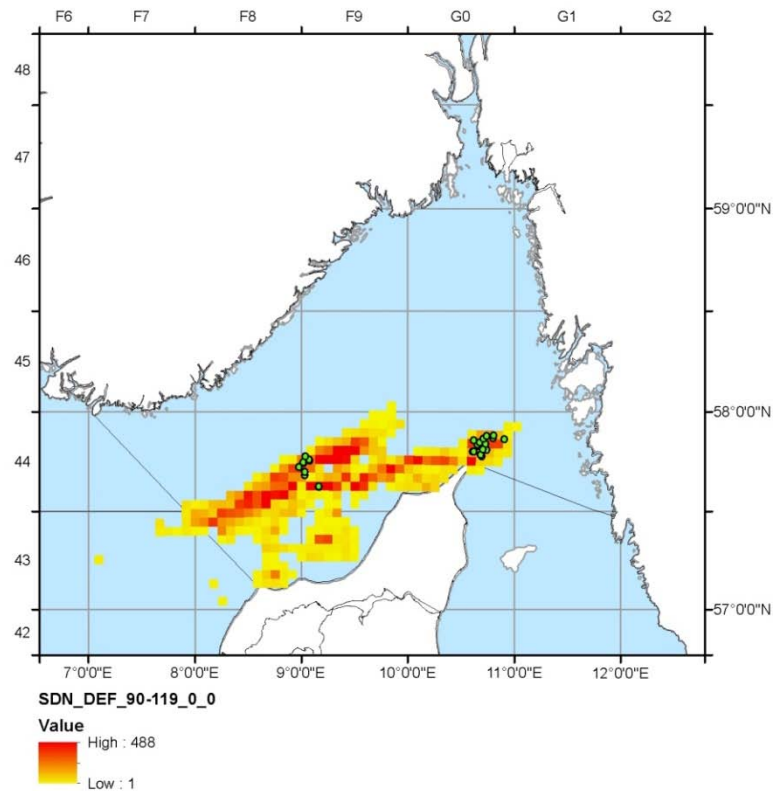 F6 F7 F8 F9 G0 G1 G2
48
47
59°0'0"N
46
45
58°0'0"N
44
43
57°0'0"N
42
7°0'0"E 8°0'0"E 9°0'0"E 10°0'0"E 11°0'0"E 12°0'0"E
SDN_DEF_90-119_0_0
Value
High : 488
Low : 1